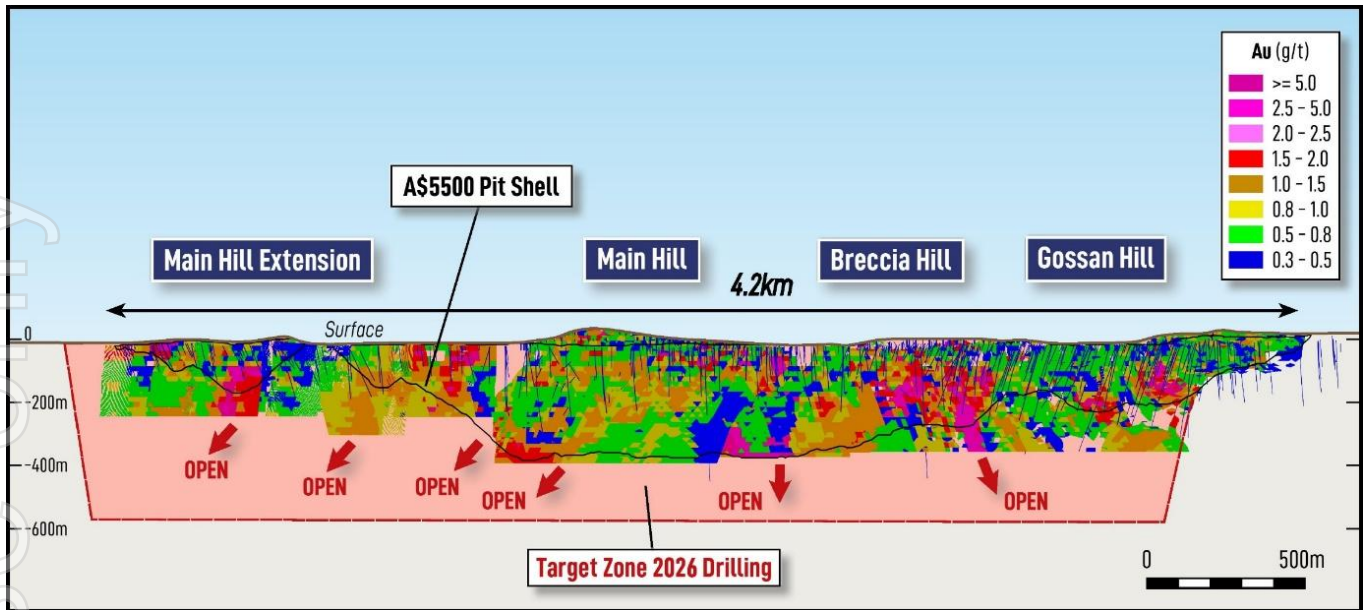 Au (g/t)
>= 5.0
2.5 - 5.0
2.0 - 2.5
1.5 - 2.0
1.0 - 1.5
0.8 - 1.0
0.5 - 0.8
0.3 - 0.5
A$5500 Pit Shell
Main Hill Extension
Main Hill
Breccia Hill
Gossan Hill
4.2km
Surface
0
-200m
-400m
-600m
OPEN
OPEN
OPEN
OPEN
OPEN
OPEN
Target Zone 2026 Drilling
0
500m